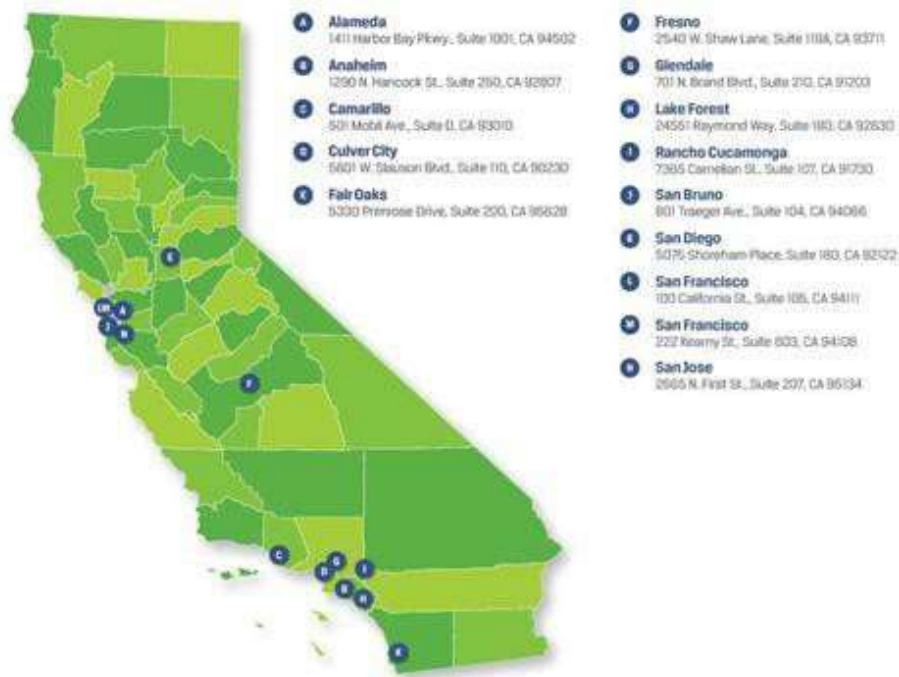 A Alameda
1411 Harbor Bay Pkwy., Suite 1001, CA 94502
B Anaheim
1290 N. Hancock St., Suite 250, CA 92807
C Camarillo
501 Mobil Ave., Suite D, CA 93010
D Culver City
5601 W. Slauson Blvd., Suite 110, CA 90230
E Fair Oaks
5330 Primrose Drive, Suite 200, CA 95628
F Fresno
2540 W. Shaw Lane, Suite 118A, CA 93711
G Glendale
701 N. Brand Blvd., Suite 210, CA 91203
H Lake Forest
24551 Raymond Way, Suite 180, CA 92630
I Rancho Cucamonga
7365 Carnelian St., Suite 107, CA 91730
J San Bruno
801 Traeger Ave., Suite 104, CA 94066
K San Diego
5075 Shoreham Place, Suite 180, CA 92122
L San Francisco
100 California St., Suite 105, CA 94111
M San Francisco
222 Kearny St., Suite 603, CA 94108
N San Jose
2665 N. First St., Suite 207, CA 95134
E
LM A
J N
F
C
G
D I
B
H
K